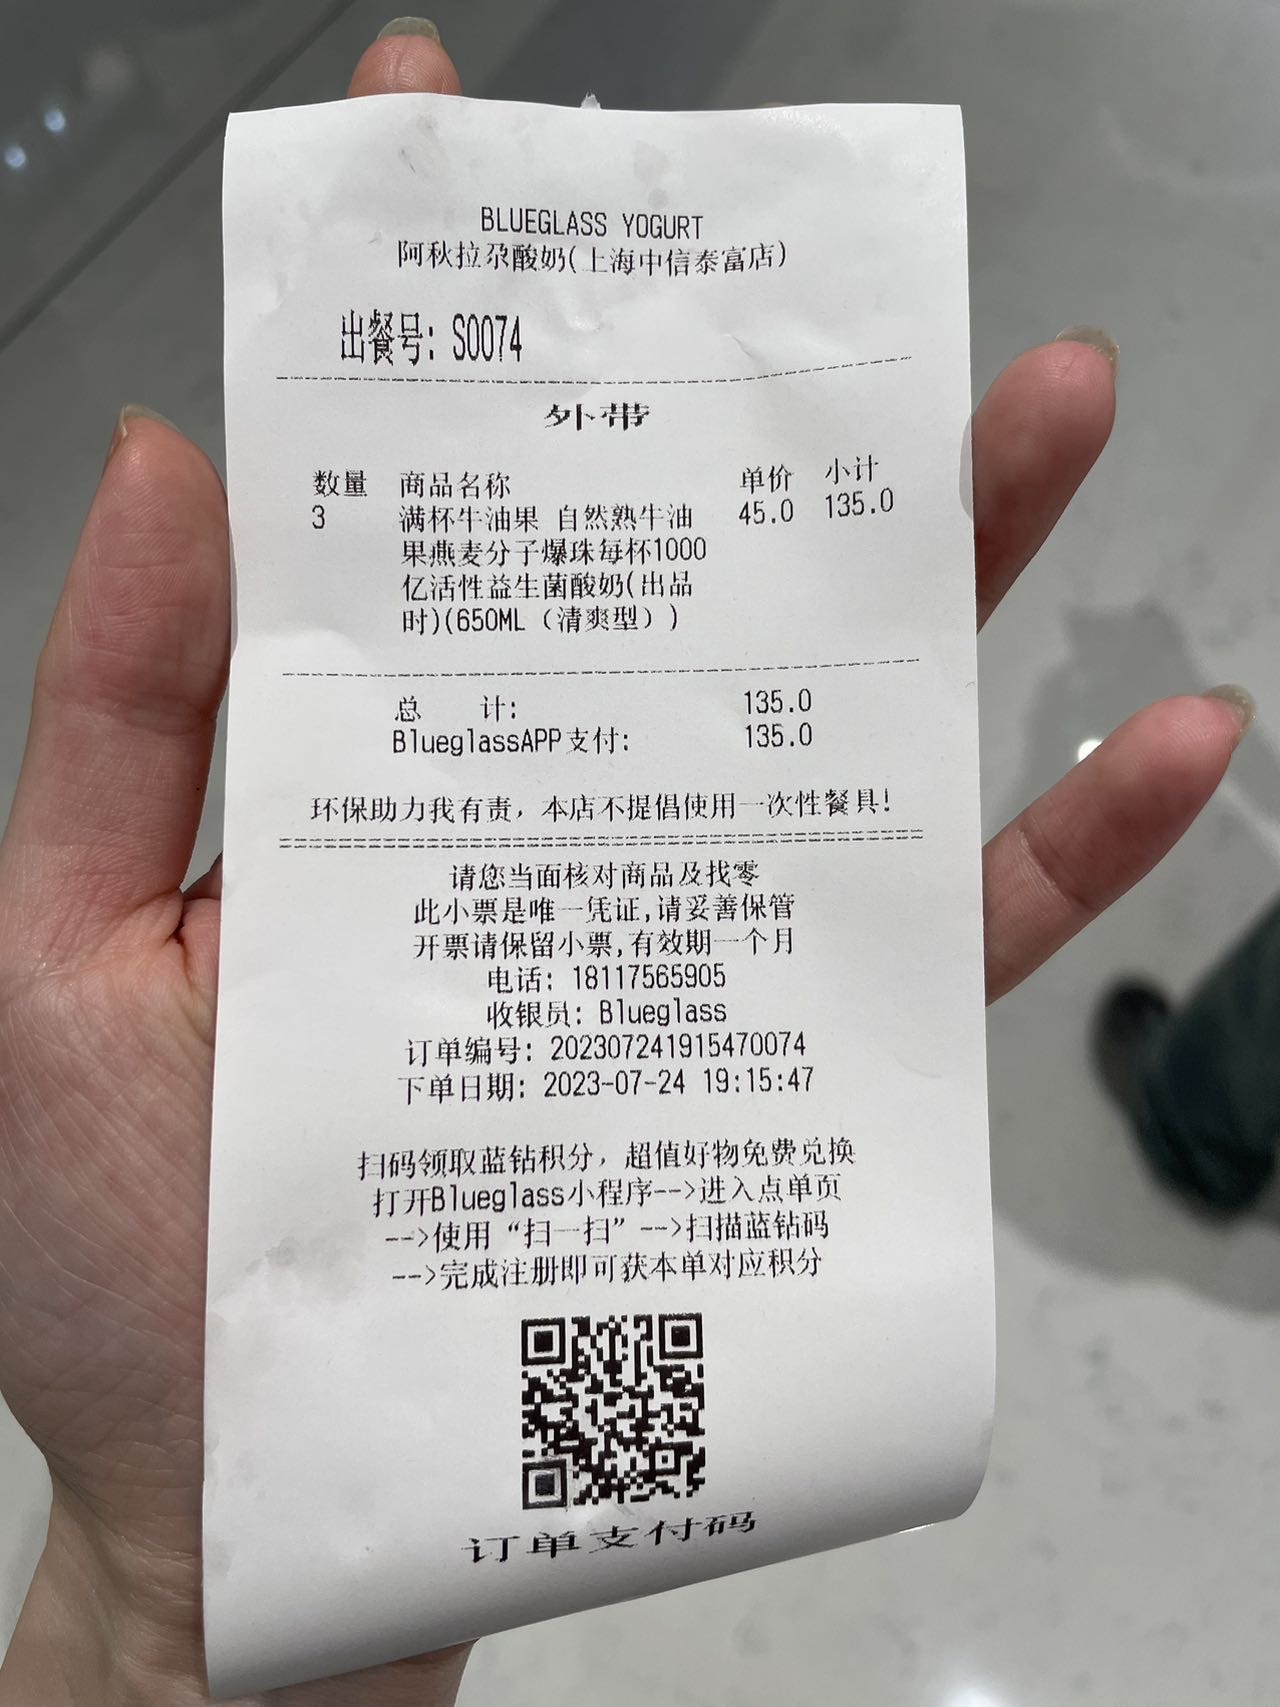 BLUEGLASS YOGURT
阿秋拉尕酸奶(上海中信泰富店)
出餐号: S0074
外带
数量 商品名称 单价 小计
3 满杯牛油果 自然熟牛油 45.0 135.0
果燕麦分子爆珠每杯1000
亿活性益生菌酸奶(出品
时)(650ML（清爽型）)
总 计: 135.0
BlueglassAPP支付: 135.0
环保助力我有责，本店不提倡使用一次性餐具!
请您当面核对商品及找零
此小票是唯一凭证,请妥善保管
开票请保留小票,有效期一个月
电话: 18117565905
收银员: Blueglass
订单编号: 202307241915470074
下单日期: 2023-07-24 19:15:47
扫码领取蓝钻积分，超值好物免费兑换
打开Blueglass小程序-->进入点单页
-->使用“扫一扫”-->扫描蓝钻码
-->完成注册即可获本单对应积分
订单支付码